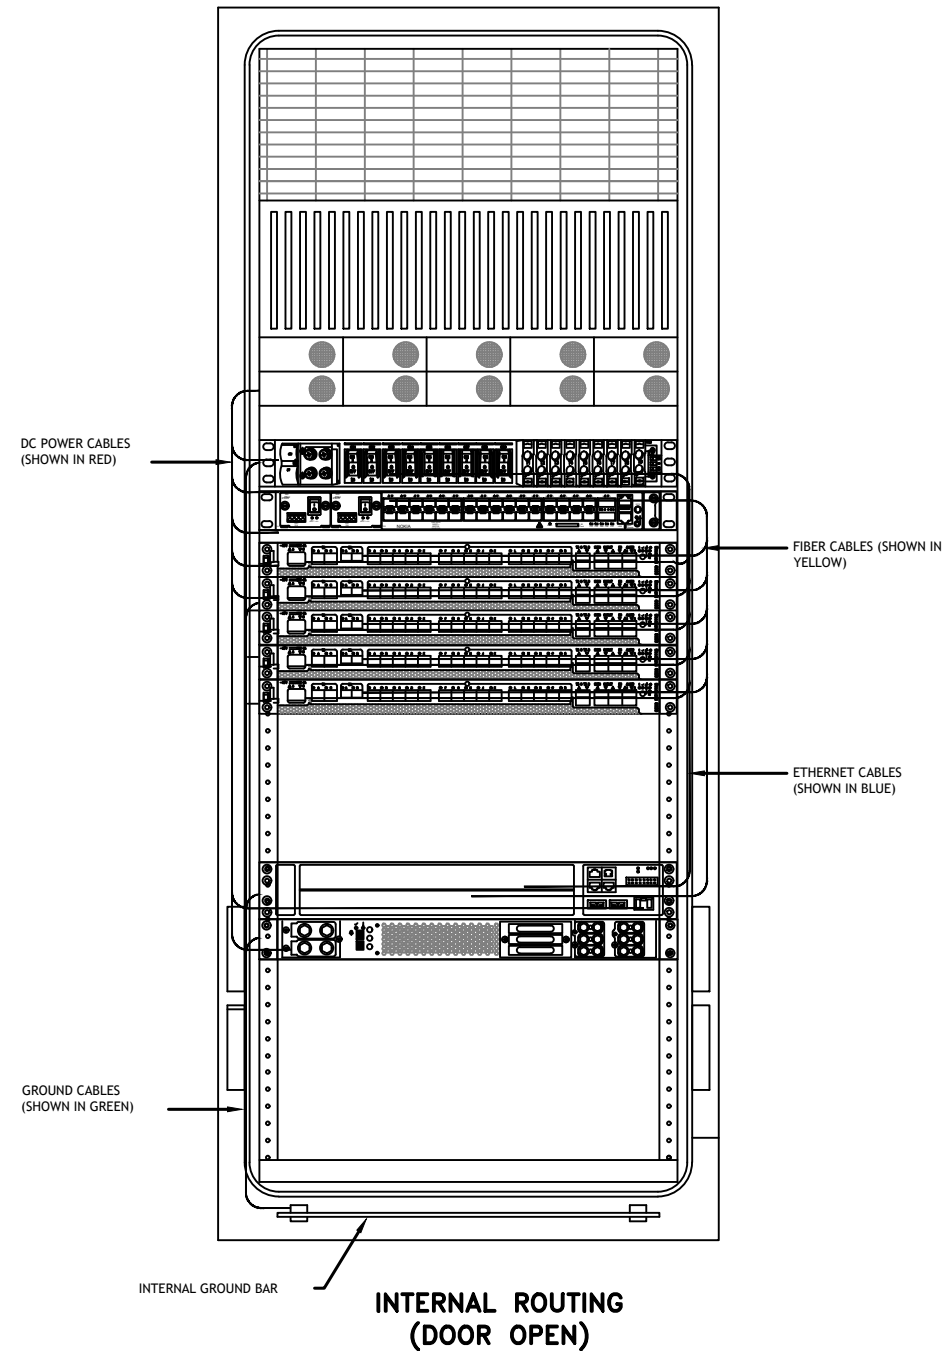 DC POWER CABLES
(SHOWN IN RED)
NOKIA
FIBER CABLES (SHOWN IN
YELLOW)
ETHERNET CABLES
(SHOWN IN BLUE)
GROUND CABLES
(SHOWN IN GREEN)
INTERNAL GROUND BAR
INTERNAL ROUTING
(DOOR OPEN)